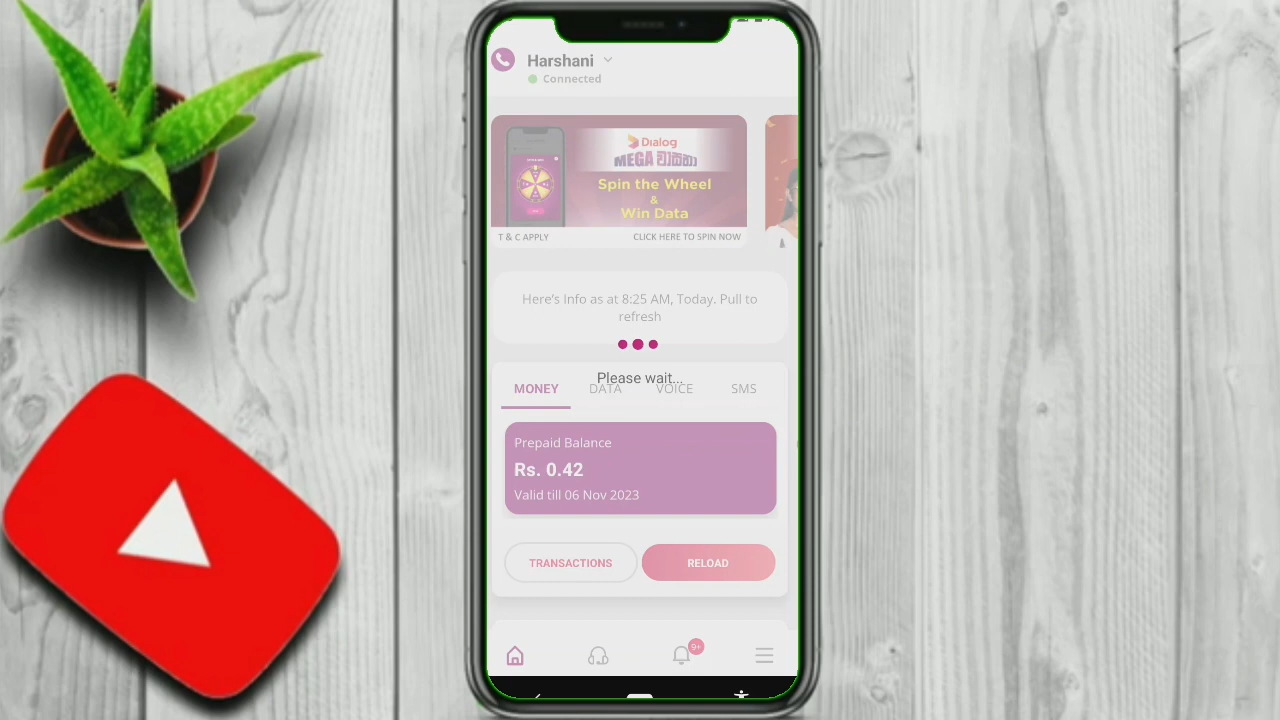 Harshani
Connected
Dialog
MEGA වාසනා
Spin the Wheel
&
Win Data
T & C APPLY
CLICK HERE TO SPIN NOW
Here's Info as at 8:25 AM, Today. Pull to
refresh
Please wait...
MONEY
DATA
VOICE
SMS
Prepaid Balance
Rs. 0.42
Valid till 06 Nov 2023
TRANSACTIONS
RELOAD
9+